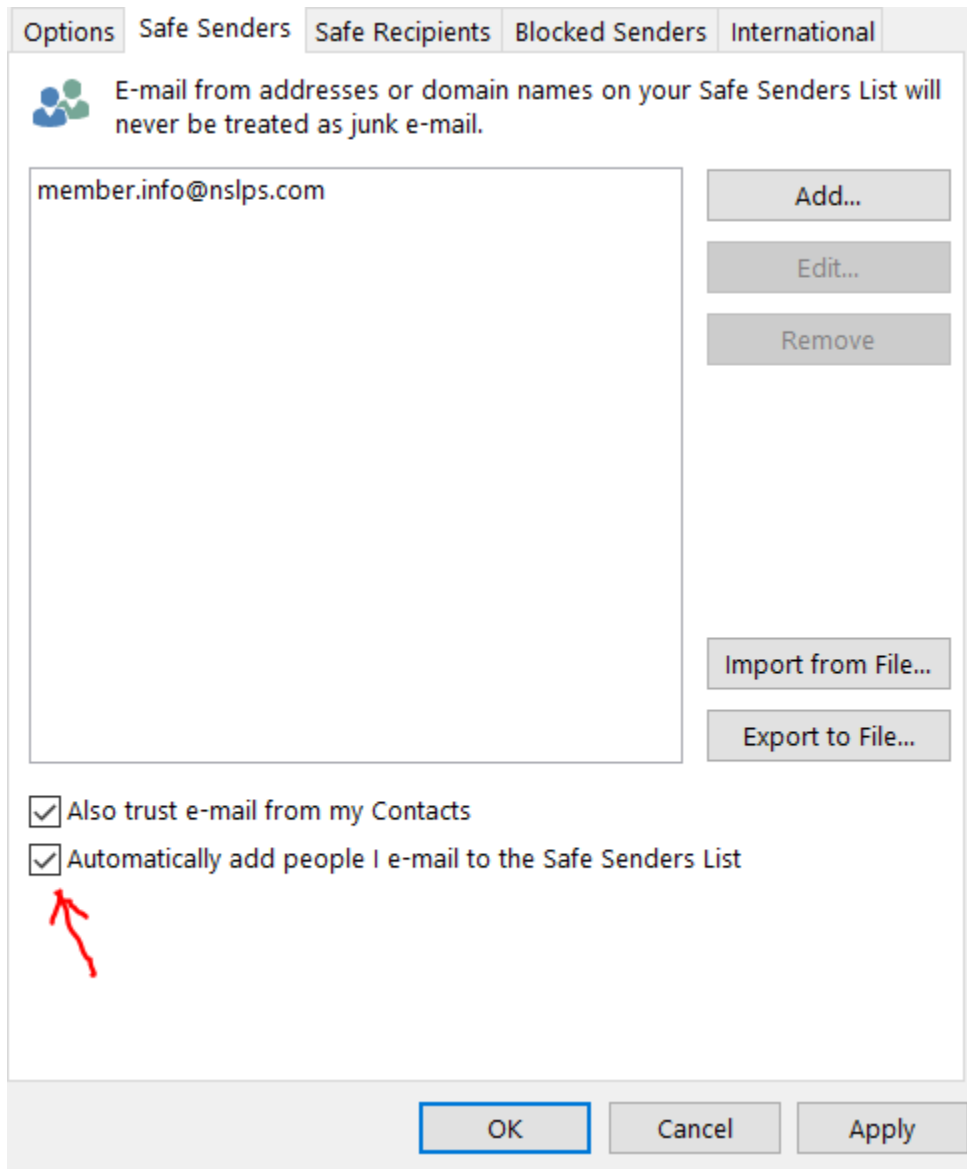 Options Safe Senders Safe Recipients Blocked Senders International
E-mail from addresses or domain names on your Safe Senders List will
never be treated as junk e-mail.
member.info@nslps.com
Add...
Edit...
Remove
Import from File...
Export to File...
Also trust e-mail from my Contacts
Automatically add people I e-mail to the Safe Senders List
OK Cancel Apply